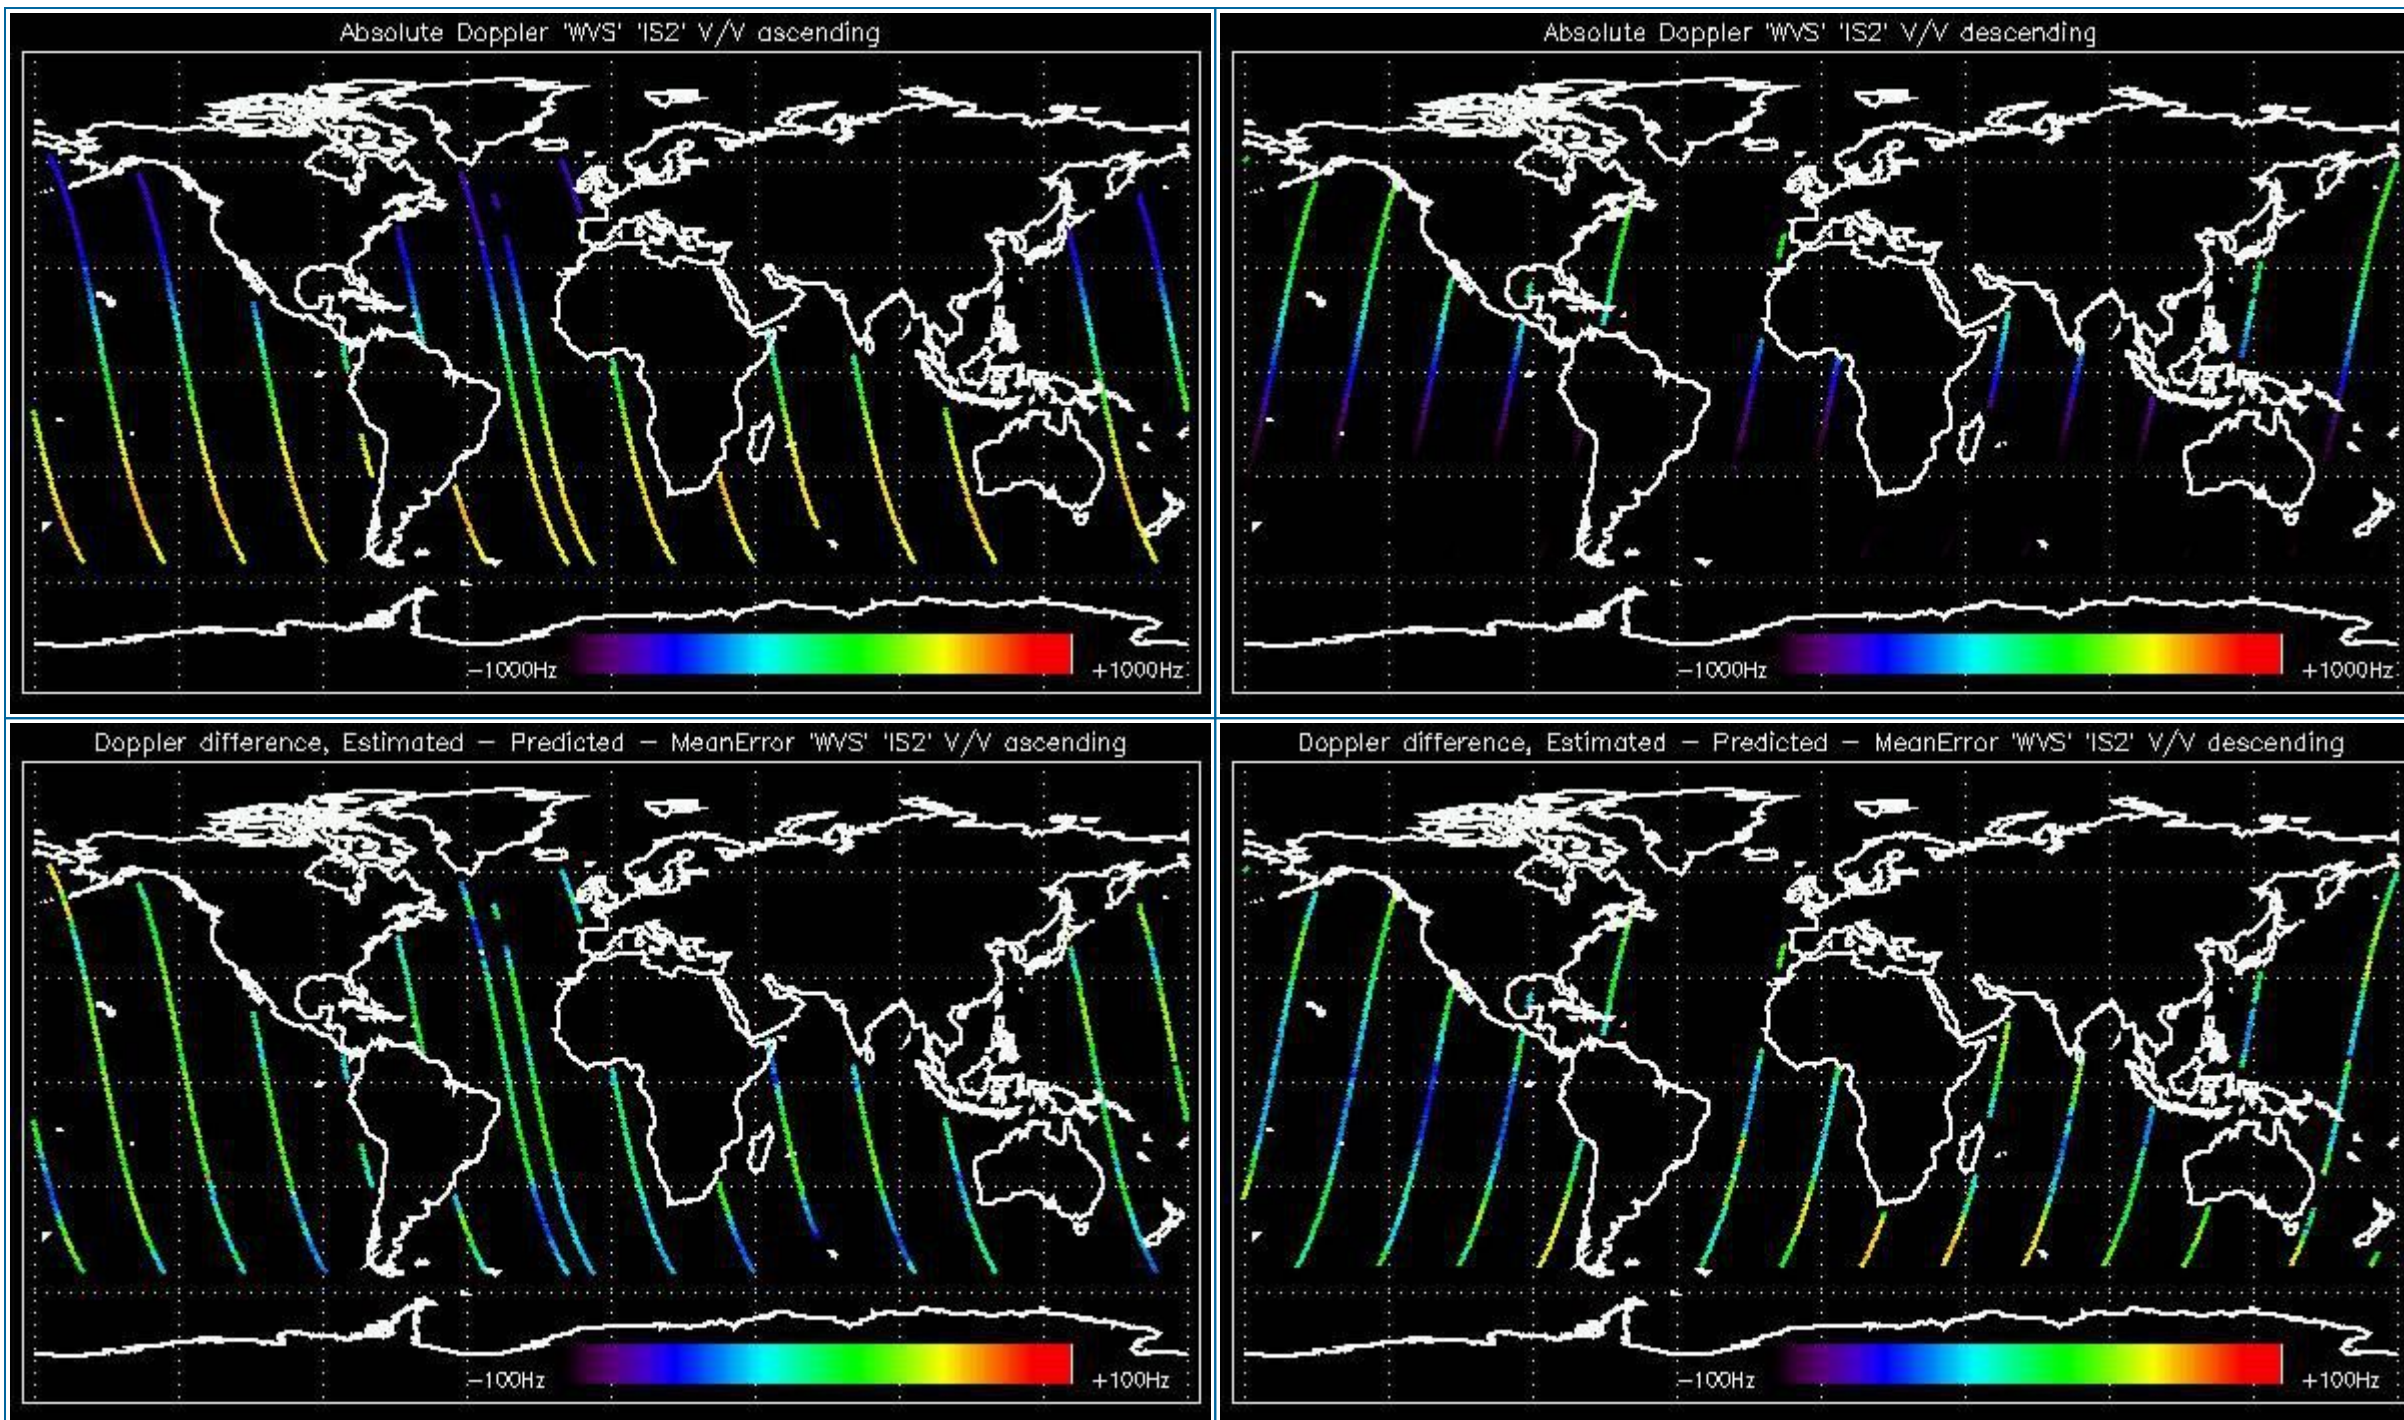 Absolute Doppler 'WVS' 'IS2' V/V ascending
−1000Hz +1000Hz
Absolute Doppler 'WVS' 'IS2' V/V descending
−1000Hz +1000Hz
Doppler difference, Estimated − Predicted − MeanError 'WVS' 'IS2' V/V ascending
−100Hz +100Hz
Doppler difference, Estimated − Predicted − MeanError 'WVS' 'IS2' V/V descending
−100Hz +100Hz